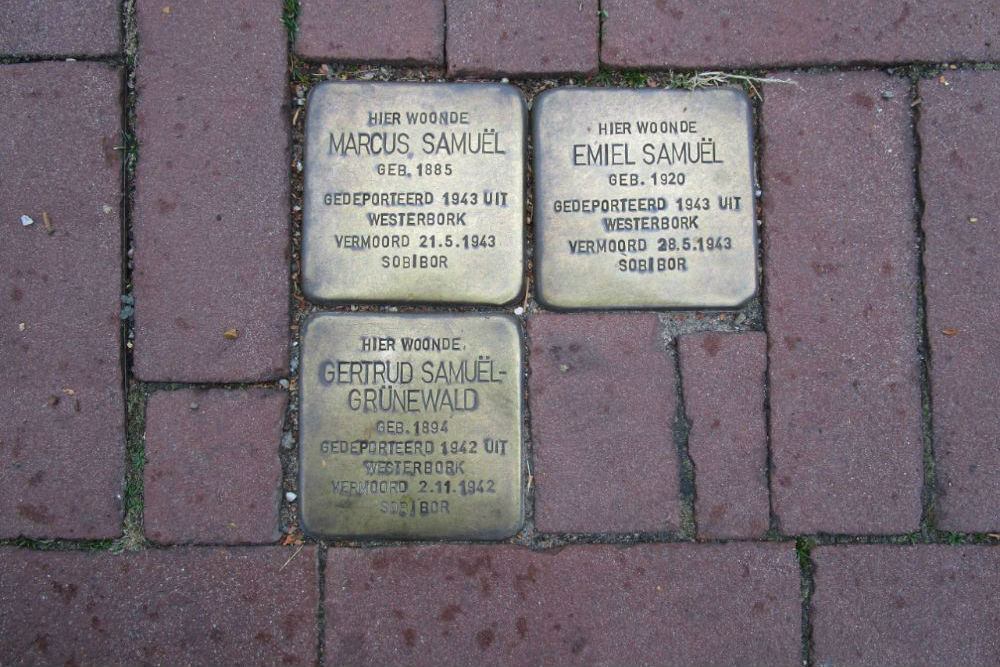 HIER WOONDE
MARCUS SAMUËL
GEB. 1885
GEDEPORTEERD 1943 UIT
WESTERBORK
VERMOORD 21.5.1943
SOBIBOR
HIER WOONDE
EMIEL SAMUËL
GEB. 1920
GEDEPORTEERD 1943 UIT
WESTERBORK
VERMOORD 28.5.1943
SOBIBOR
HIER WOONDE
GERTRUD SAMUËL-
GRÜNEWALD
GEB. 1894
GEDEPORTEERD 1942 UIT
WESTERBORK
VERMOORD 2.11.1942
SOBIBOR